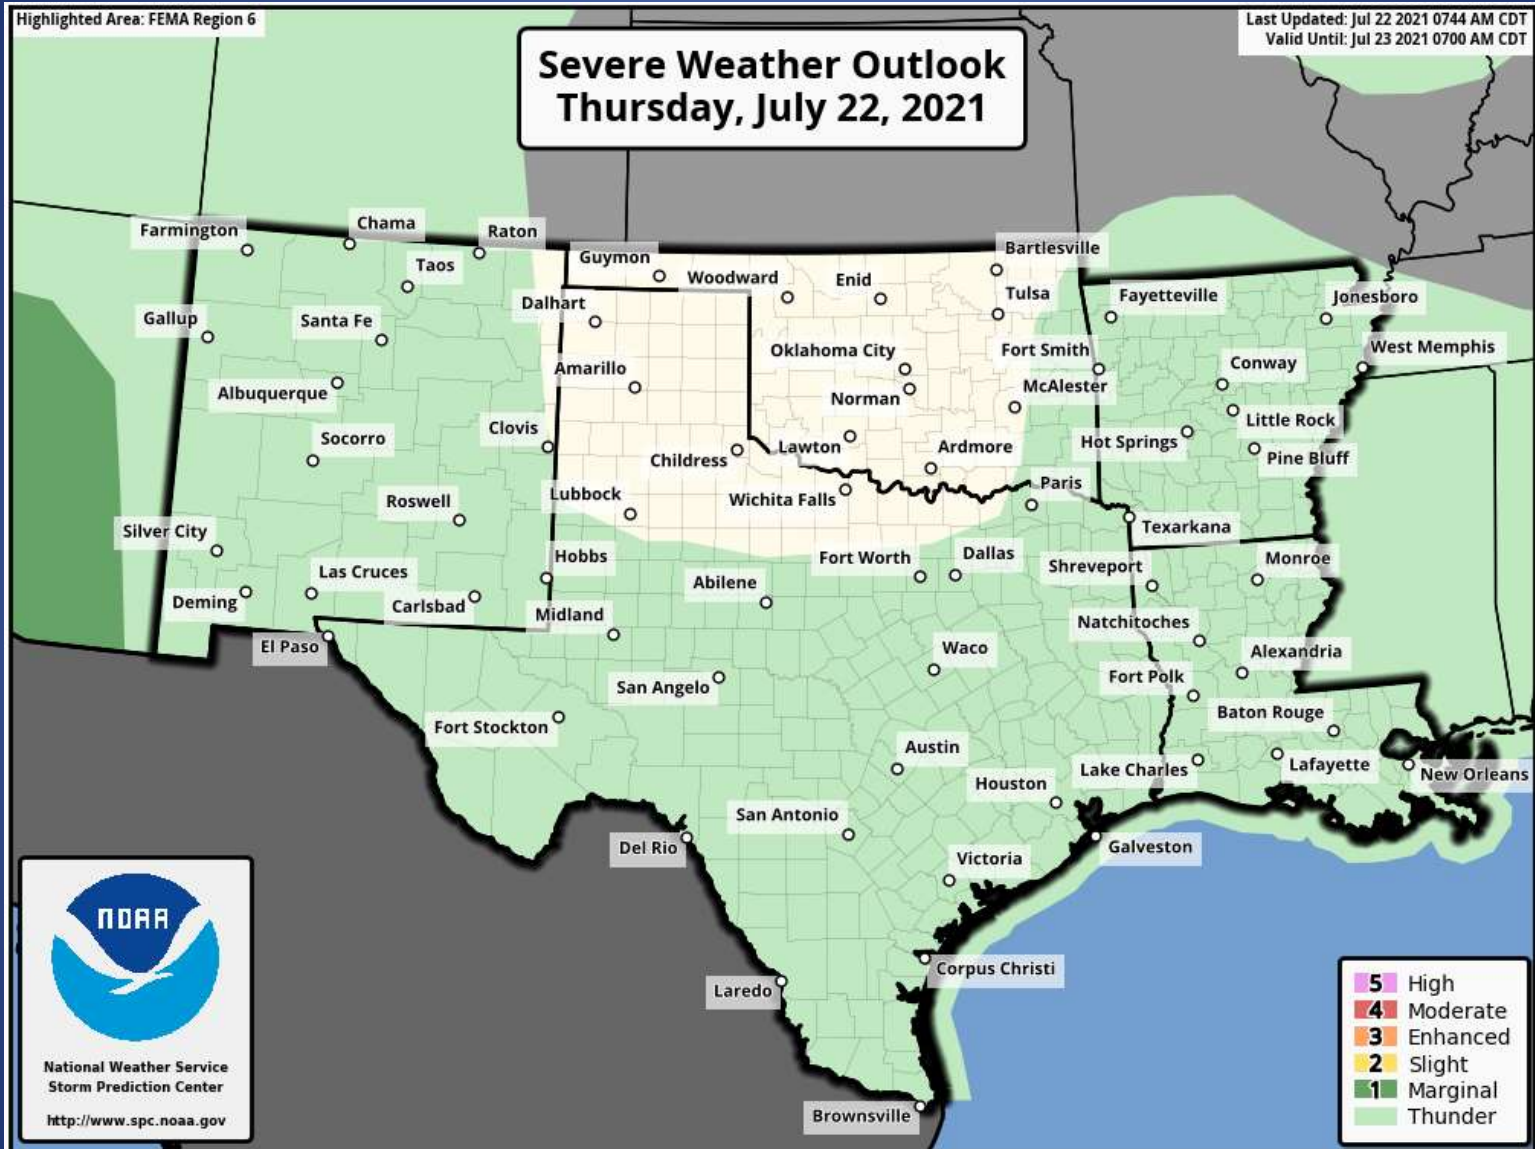 Highlighted Area: FEMA Region 6
Last Updated: Jul 22 2021 0744 AM CDT
Valid Until: Jul 23 2021 0700 AM CDT
Severe Weather Outlook
Thursday, July 22, 2021
Farmington
Chama
Raton
Taos
Guymon
Woodward
Enid
Bartlesville
Dalhart
Tulsa
Fayetteville
Jonesboro
Gallup
Santa Fe
Oklahoma City
Fort Smith
West Memphis
Amarillo
Conway
Albuquerque
Norman
McAlester
Little Rock
Clovis
Socorro
Childress
Lawton
Ardmore
Hot Springs
Pine Bluff
Roswell
Lubbock
Wichita Falls
Paris
Silver City
Texarkana
Las Cruces
Hobbs
Fort Worth
Dallas
Shreveport
Monroe
Deming
Carlsbad
Abilene
Midland
Natchitoches
El Paso
Waco
Alexandria
San Angelo
Fort Polk
Fort Stockton
Baton Rouge
Austin
Lake Charles
Lafayette
New Orleans
Houston
San Antonio
Del Rio
Galveston
Victoria
Corpus Christi
Laredo
Brownsville
NOAA
National Weather Service
Storm Prediction Center
http://www.spc.noaa.gov
5 High
4 Moderate
3 Enhanced
2 Slight
1 Marginal
Thunder